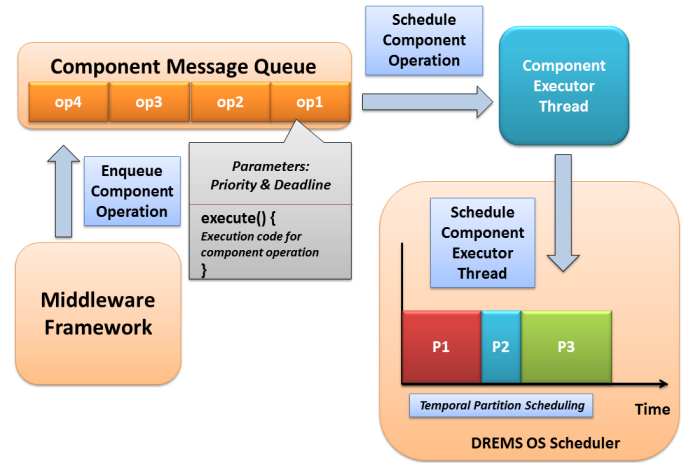 Component Message Queue
op4 op3 op2 op1
Schedule
Component
Operation
Component
Executor
Thread
Enqueue
Component
Operation
Parameters:
Priority & Deadline
execute() {
Execution code for
component operation
}
Middleware
Framework
Schedule
Component
Executor
Thread
P1 P2 P3
Temporal Partition Scheduling
Time
DREMS OS Scheduler